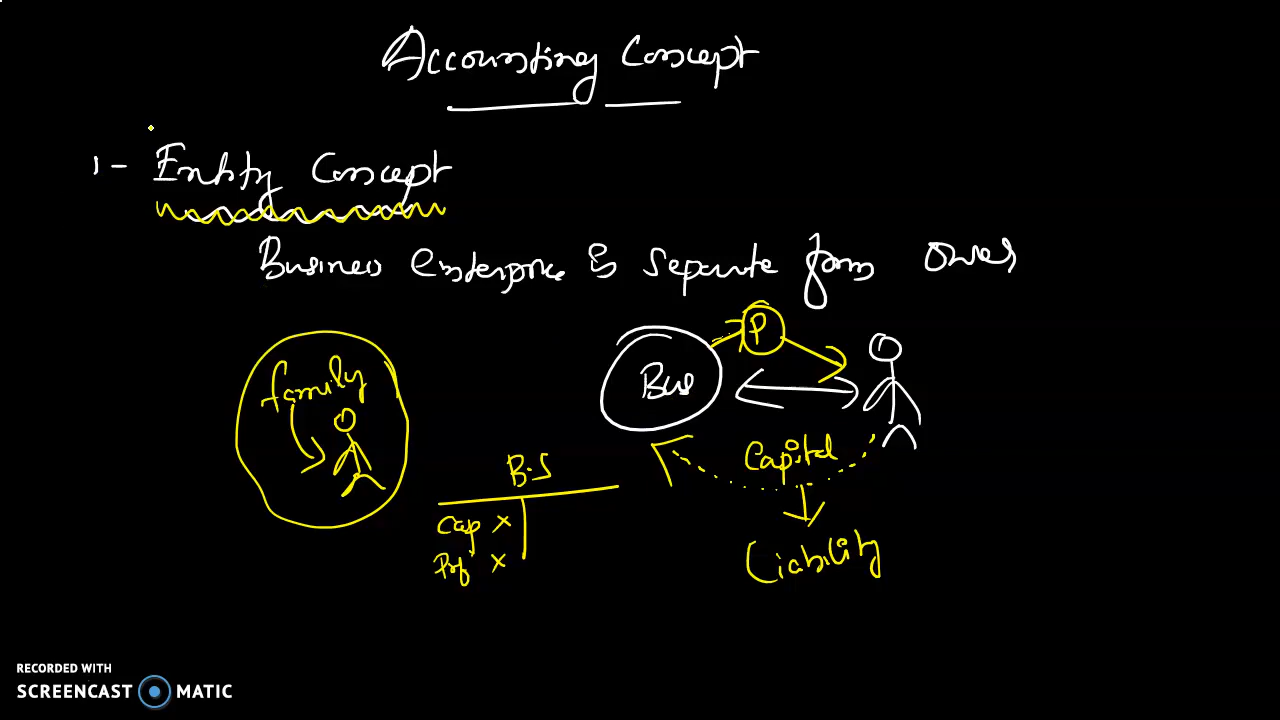 Accounting Concept
1- Entity Concept
Business enterprise is separate from owner
family
Bus
P
Capital
B.S
Cap x
Prf x
Liability
RECORDED WITH
SCREENCAST MATIC